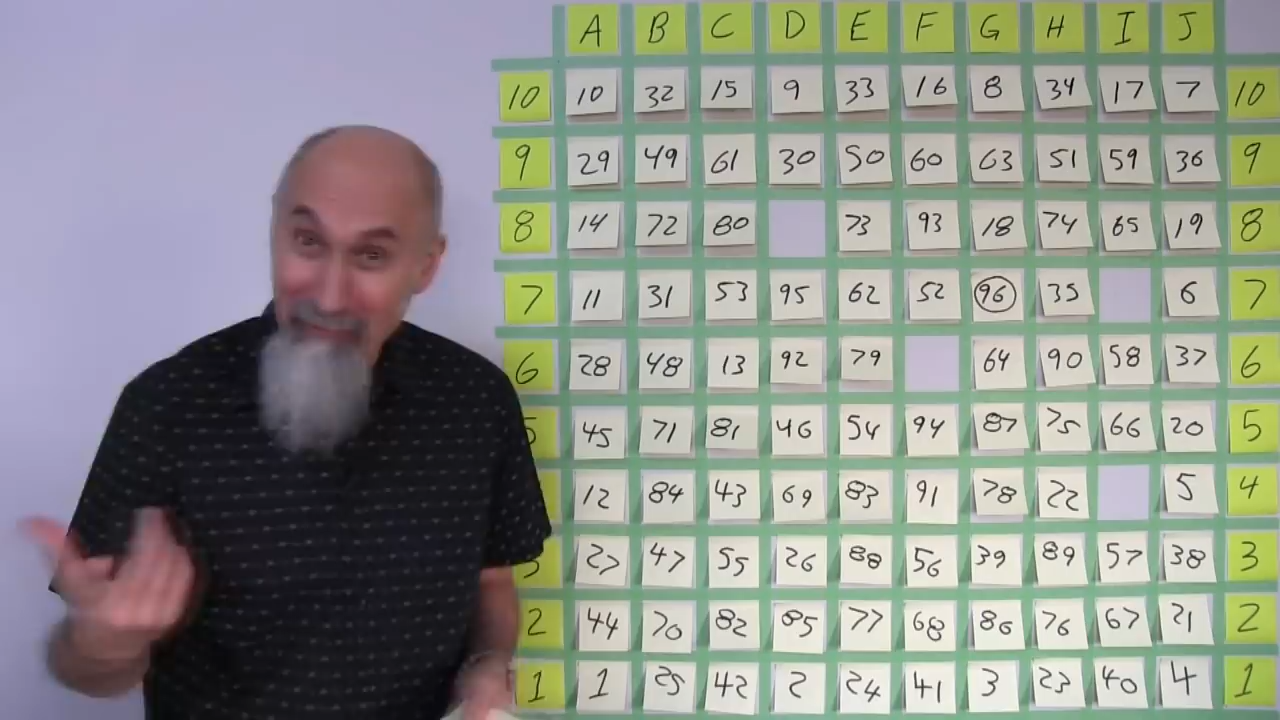 A B C D E F G H I J
10 10 32 15 9 33 16 8 34 17 7 10
9 29 49 61 30 50 60 63 51 59 36 9
8 14 72 80 73 93 18 74 65 19 8
7 11 31 53 95 62 52 96 35 6 7
6 28 48 13 92 79 64 90 58 37 6
5 45 71 81 46 54 94 87 75 66 20 5
12 84 43 69 83 91 78 22 5 4
3 27 47 55 26 88 56 39 89 57 38 3
2 44 70 82 85 77 68 86 76 67 21 2
1 1 25 42 2 24 41 3 23 40 4 1